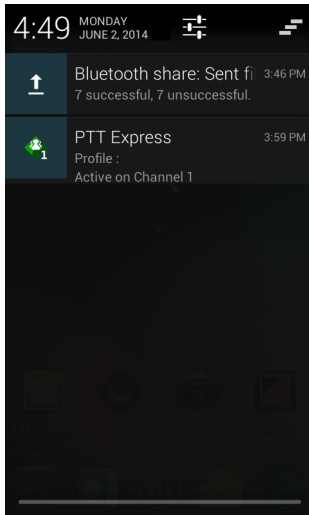 4:49 MONDAY
JUNE 2, 2014
Bluetooth share: Sent fi 3:46 PM
7 successful, 7 unsuccessful.
PTT Express 3:59 PM
1
Profile :
Active on Channel 1